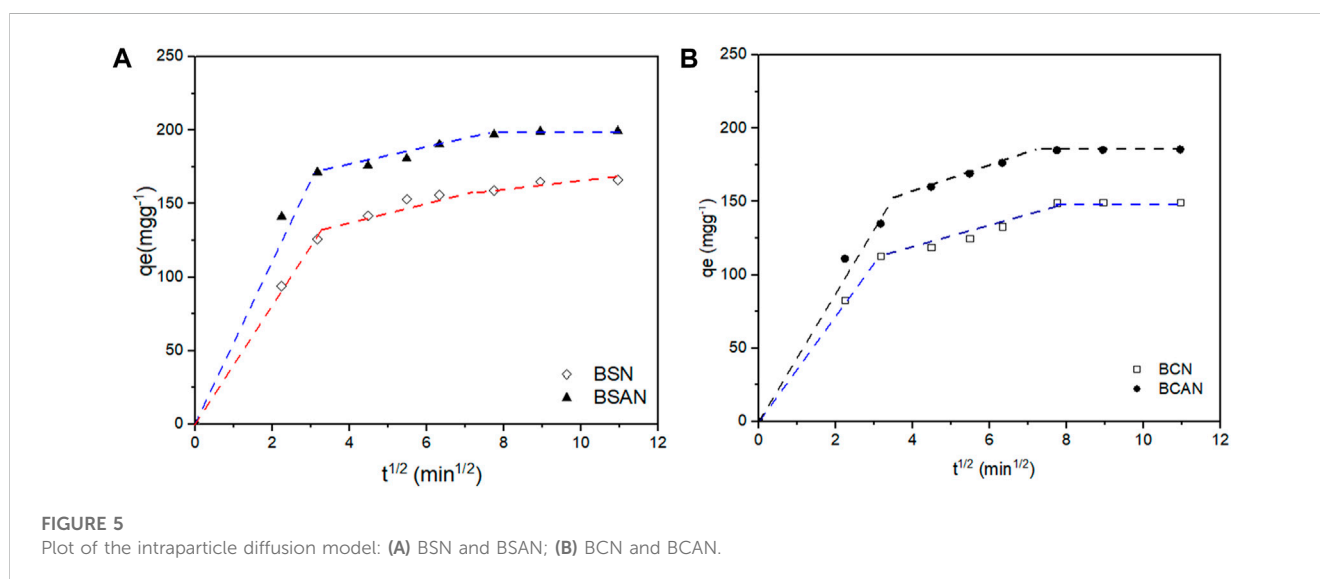 A
250
200
150
100
50
0
qe(mgg⁻¹)
0 2 4 6 8 10 12
t¹/² (min¹/²)
BSN
BSAN
B
250
200
150
100
50
0
qe (mgg⁻¹)
0 2 4 6 8 10 12
t¹/² (min¹/²)
BCN
BCAN
FIGURE 5
Plot of the intraparticle diffusion model: (A) BSN and BSAN; (B) BCN and BCAN.